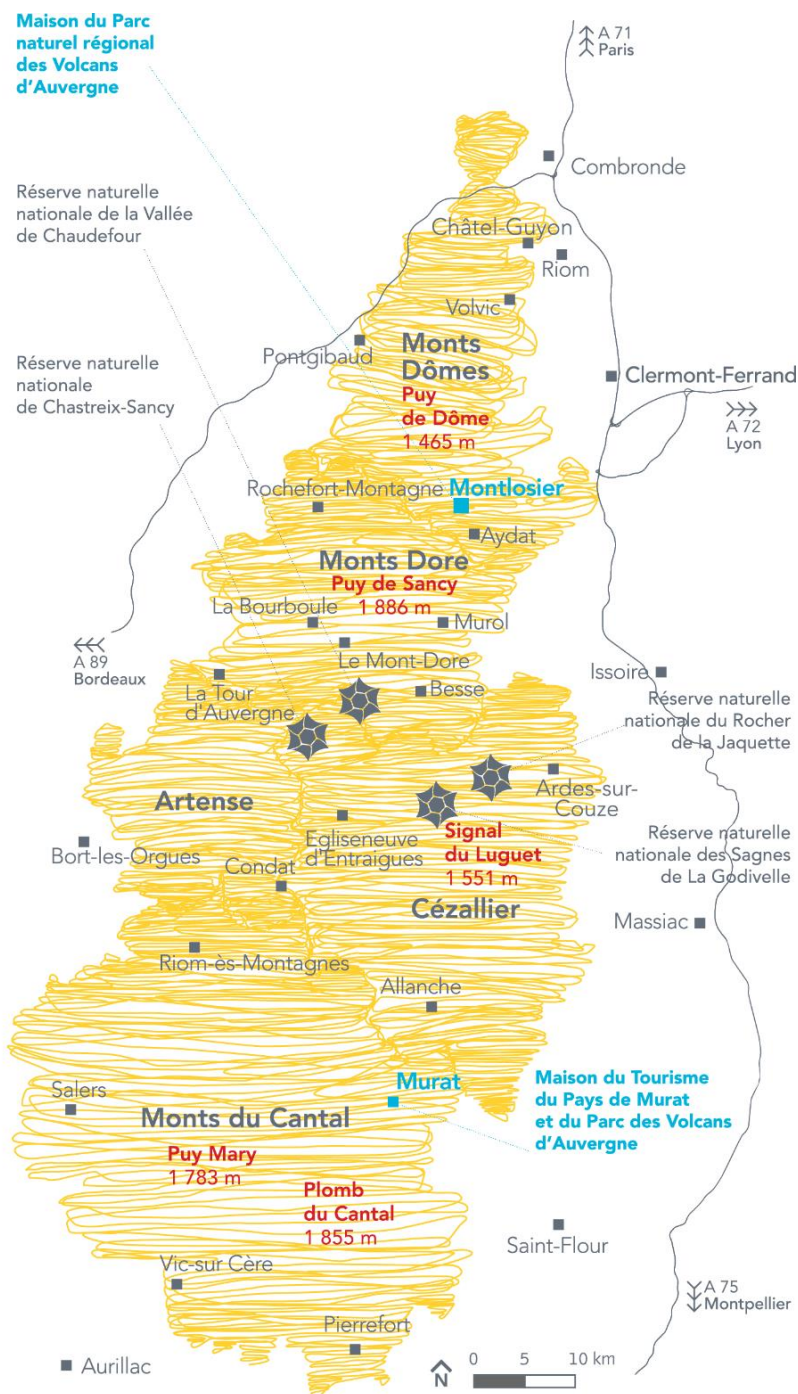 Maison du Parc
naturel régional
des Volcans
d'Auvergne
A 71
Paris
Combronde
Réserve naturelle
nationale de la Vallée
de Chaudefour
Châtel-Guyon
Riom
Volvic
Pontgibaud
Monts
Dômes
Puy
de Dôme
1 465 m
Réserve naturelle
nationale
de Chastreix-Sancy
Clermont-Ferrand
A 72
Lyon
Rochefort-Montagne
Montlosier
Aydat
Monts Dore
Puy de Sancy
1 886 m
La Bourboule
Murol
A 89
Bordeaux
Le Mont-Dore
Issoire
La Tour
d'Auvergne
Besse
Réserve naturelle
nationale du Rocher
de la Jaquette
Artense
Ardes-sur-
Couze
Bort-les-Orgues
Egliseneuve
d'Entraigues
Signal
du Luguet
1 551 m
Réserve naturelle
nationale des Sagnes
de La Godivelle
Condat
Cézallier
Massiac
Riom-ès-Montagnes
Allanche
Murat
Maison du Tourisme
du Pays de Murat
et du Parc des Volcans
d'Auvergne
Salers
Monts du Cantal
Puy Mary
1 783 m
Plomb
du Cantal
1 855 m
Saint-Flour
Vic-sur Cère
A 75
Montpellier
Pierrefort
Aurillac
N
0 5 10 km